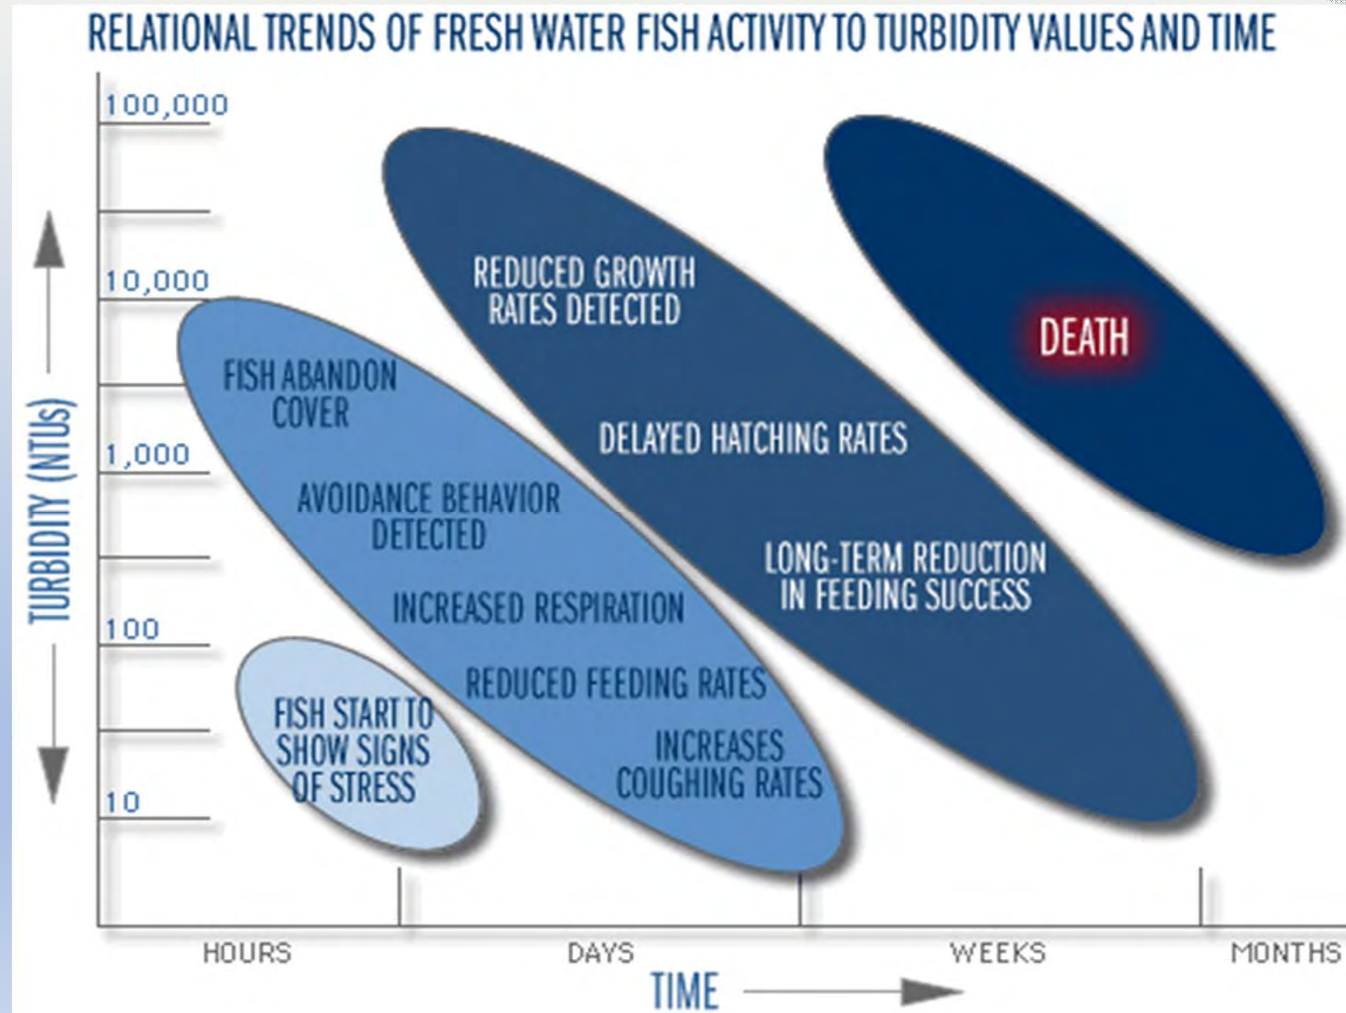 RELATIONAL TRENDS OF FRESH WATER FISH ACTIVITY TO TURBIDITY VALUES AND TIME
100,000
10,000
1,000
100
10
TURBIDITY (NTUs)
REDUCED GROWTH
RATES DETECTED
DELAYED HATCHING RATES
LONG-TERM REDUCTION
IN FEEDING SUCCESS
DEATH
FISH ABANDON
COVER
AVOIDANCE BEHAVIOR
DETECTED
INCREASED RESPIRATION
REDUCED FEEDING RATES
INCREASES
COUGHING RATES
FISH START TO
SHOW SIGNS
OF STRESS
HOURS
DAYS
WEEKS
MONTHS
TIME